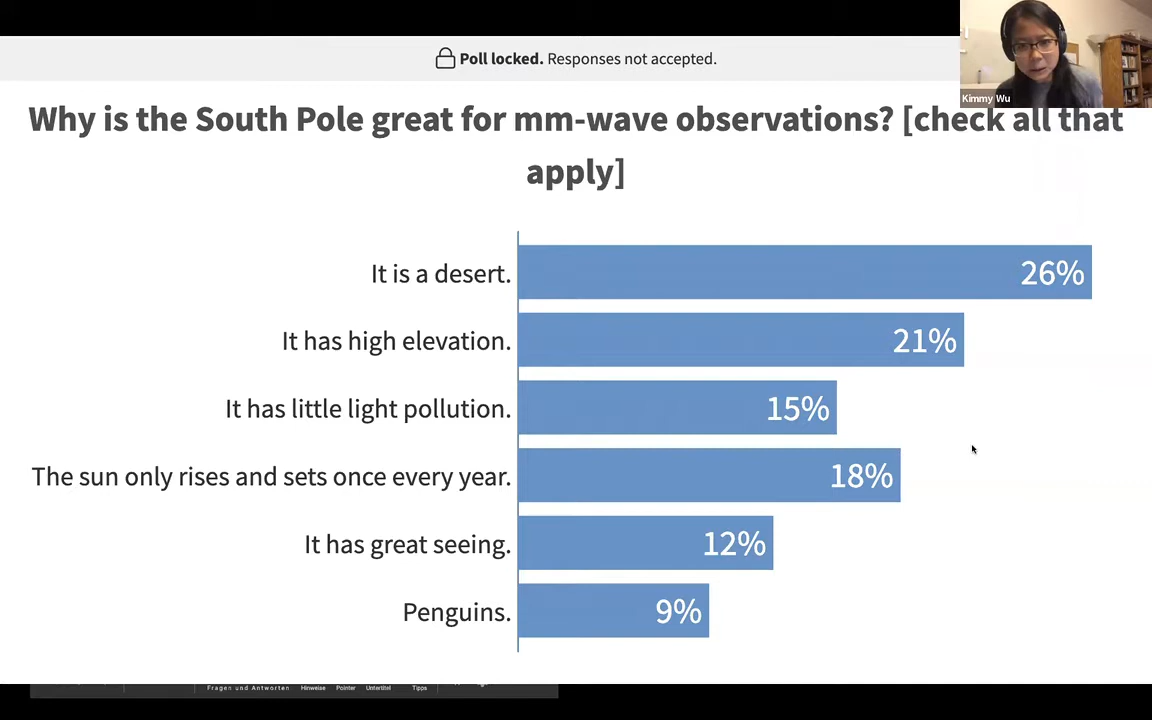 Poll locked. Responses not accepted.
Kimmy Wu
Why is the South Pole great for mm-wave observations? [check all that
apply]
It is a desert.
26%
It has high elevation.
21%
It has little light pollution.
15%
The sun only rises and sets once every year.
18%
It has great seeing.
12%
Penguins.
9%
Fragen und Antworten Hinweise Pointer Untertitel Tipps